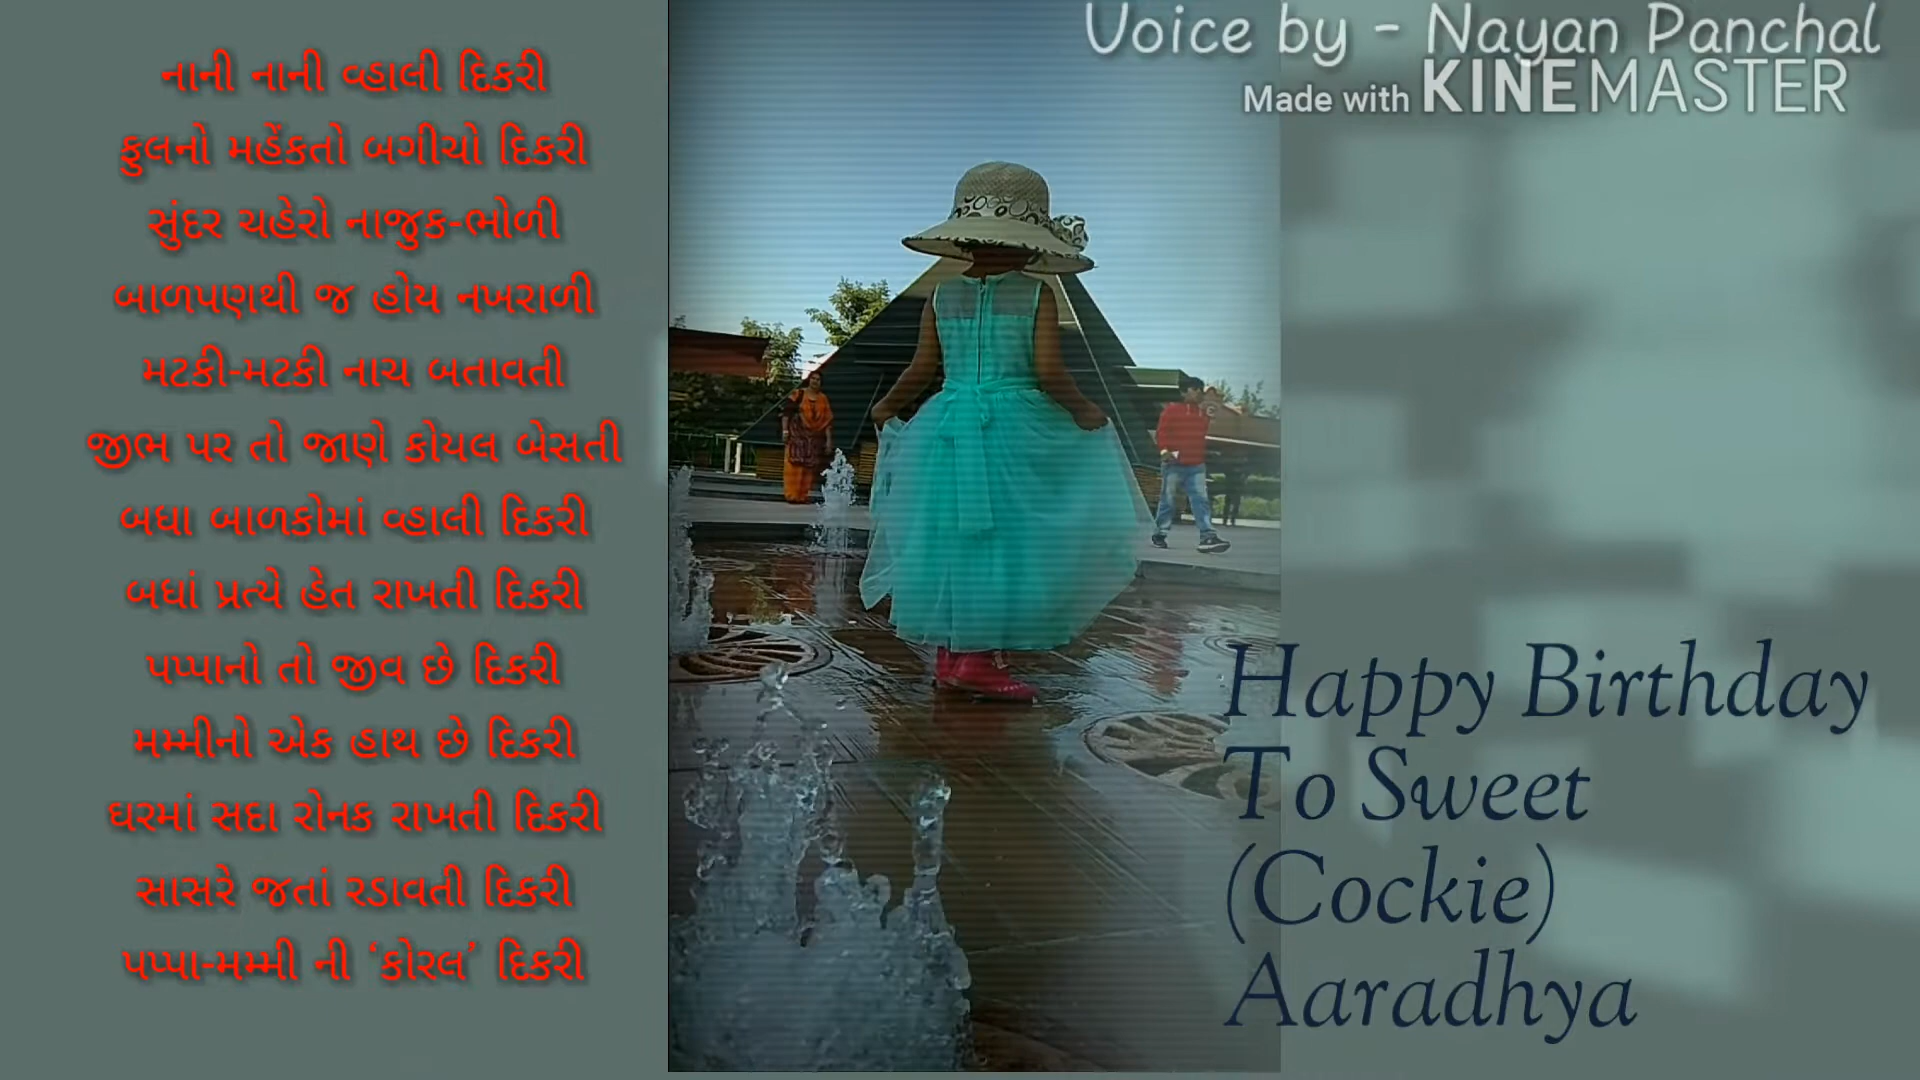 નાની નાની વ્હાલી દિકરી
ફુલનો મહેંકતો બગીચો દિકરી
સુંદર ચહેરો નાજુક-ભોળી
બાળપણથી જ હોય નખરાળી
મટકી-મટકી નાચ બતાવતી
જીભ પર તો જાણે કોયલ બેસતી
બધા બાળકોમાં વ્હાલી દિકરી
બધાં પ્રત્યે હેત રાખતી દિકરી
પપ્પાનો તો જીવ છે દિકરી
મમ્મીનો એક હાથ છે દિકરી
ઘરમાં સદા રોનક રાખતી દિકરી
સાસરે જતાં રડાવતી દિકરી
પપ્પા-મમ્મી ની ‘કોરલ’ દિકરી
Voice by - Nayan Panchal
Made with KINEMASTER
Happy Birthday
To Sweet
(Cockie)
Aaradhya